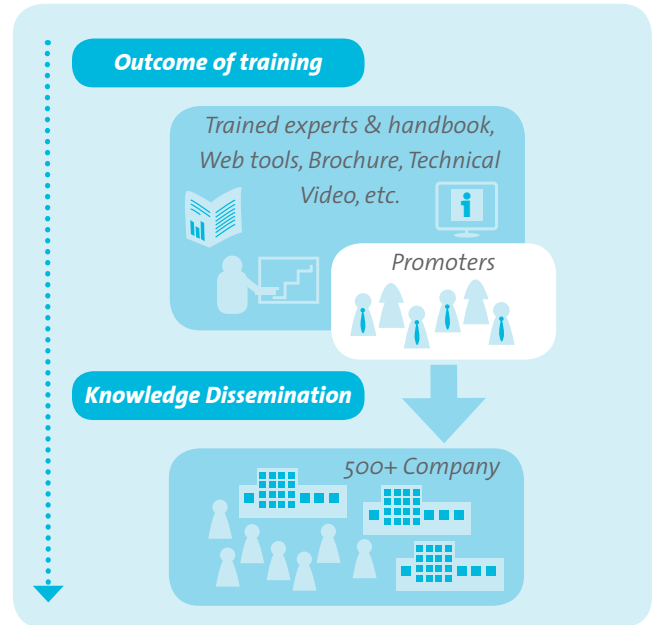 Outcome of training
Trained experts & handbook,
Web tools, Brochure, Technical
Video, etc.
i
Promoters
Knowledge Dissemination
500+ Company